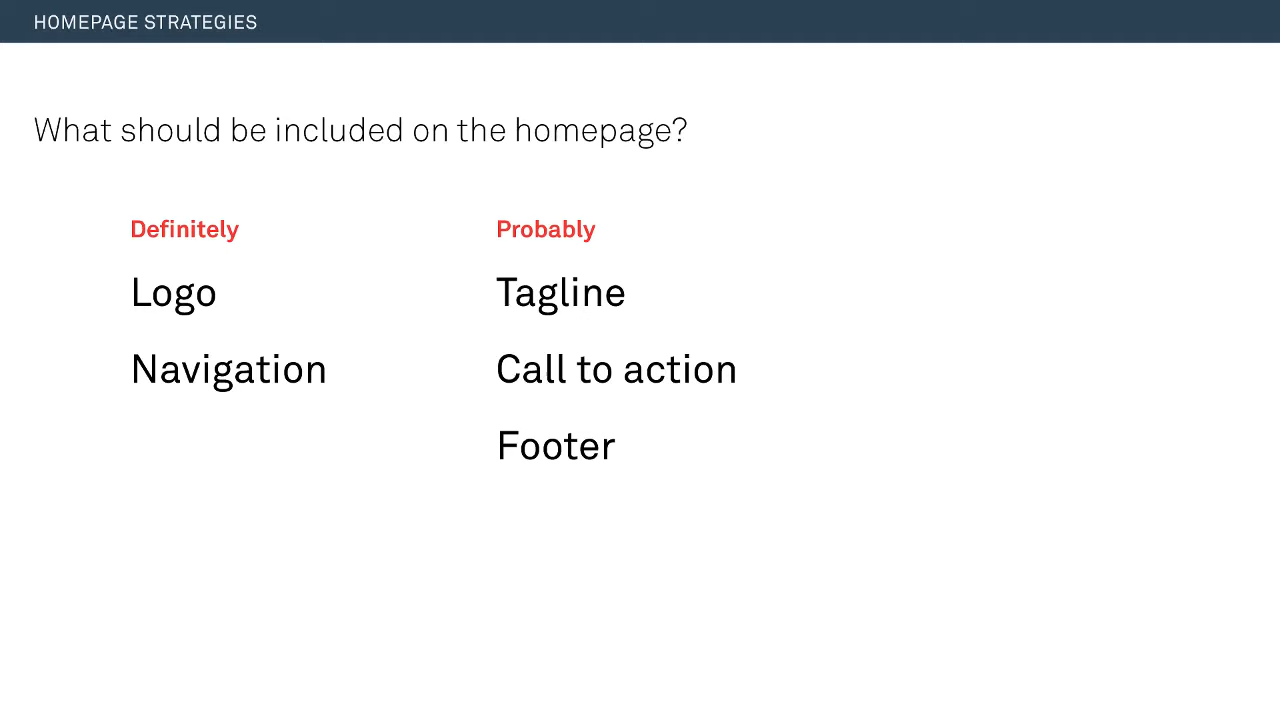 HOMEPAGE STRATEGIES
What should be included on the homepage?
Definitely
Logo
Navigation
Probably
Tagline
Call to action
Footer